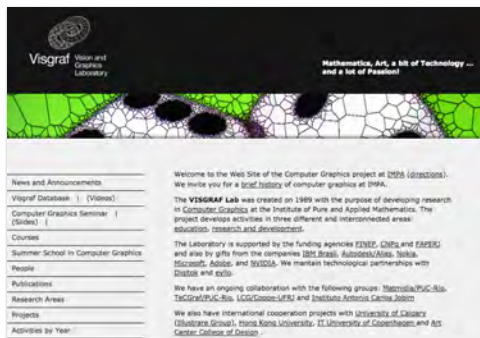 Visgraf Vision and
Graphics
Laboratory
Mathematics, Art, a bit of Technology ...
and a lot of Passion!
News and Announcements
Visgraf Database | (Videos)
Computer Graphics Seminar |
(Slides) |
Courses
Summer School in Computer Graphics
People
Publications
Research Areas
Projects
Activities by Year
Welcome to the Web Site of the Computer Graphics project at IMPA (directions).
We invite you for a brief history of computer graphics at IMPA.
The VISGRAF Lab was created on 1989 with the purpose of developing research
in Computer Graphics at the Institute of Pure and Applied Mathematics. The
project develops activities in three different and interconnected areas:
education, research and development.
The Laboratory is supported by the funding agencies FINEP, CNPq and FAPERJ
and also by gifts from the companies IBM Brasil, Autodesk/Alias, Nokia,
Microsoft, Adobe, and NVIDIA. We mantain technological partnerships with
Digitok and evllo.
We have an ongoing collaboration with the following groups: Matmidia/PUC-Rio,
TeCGraf/PUC-Rio, LCG/Coppe-UFRJ and Instituto Antonio Carlos Jobim
We also have international cooperation projects with University of Calgary
(Illustrare Group), Hong Kong University, IT University of Copenhagen and Art
Center College of Design .